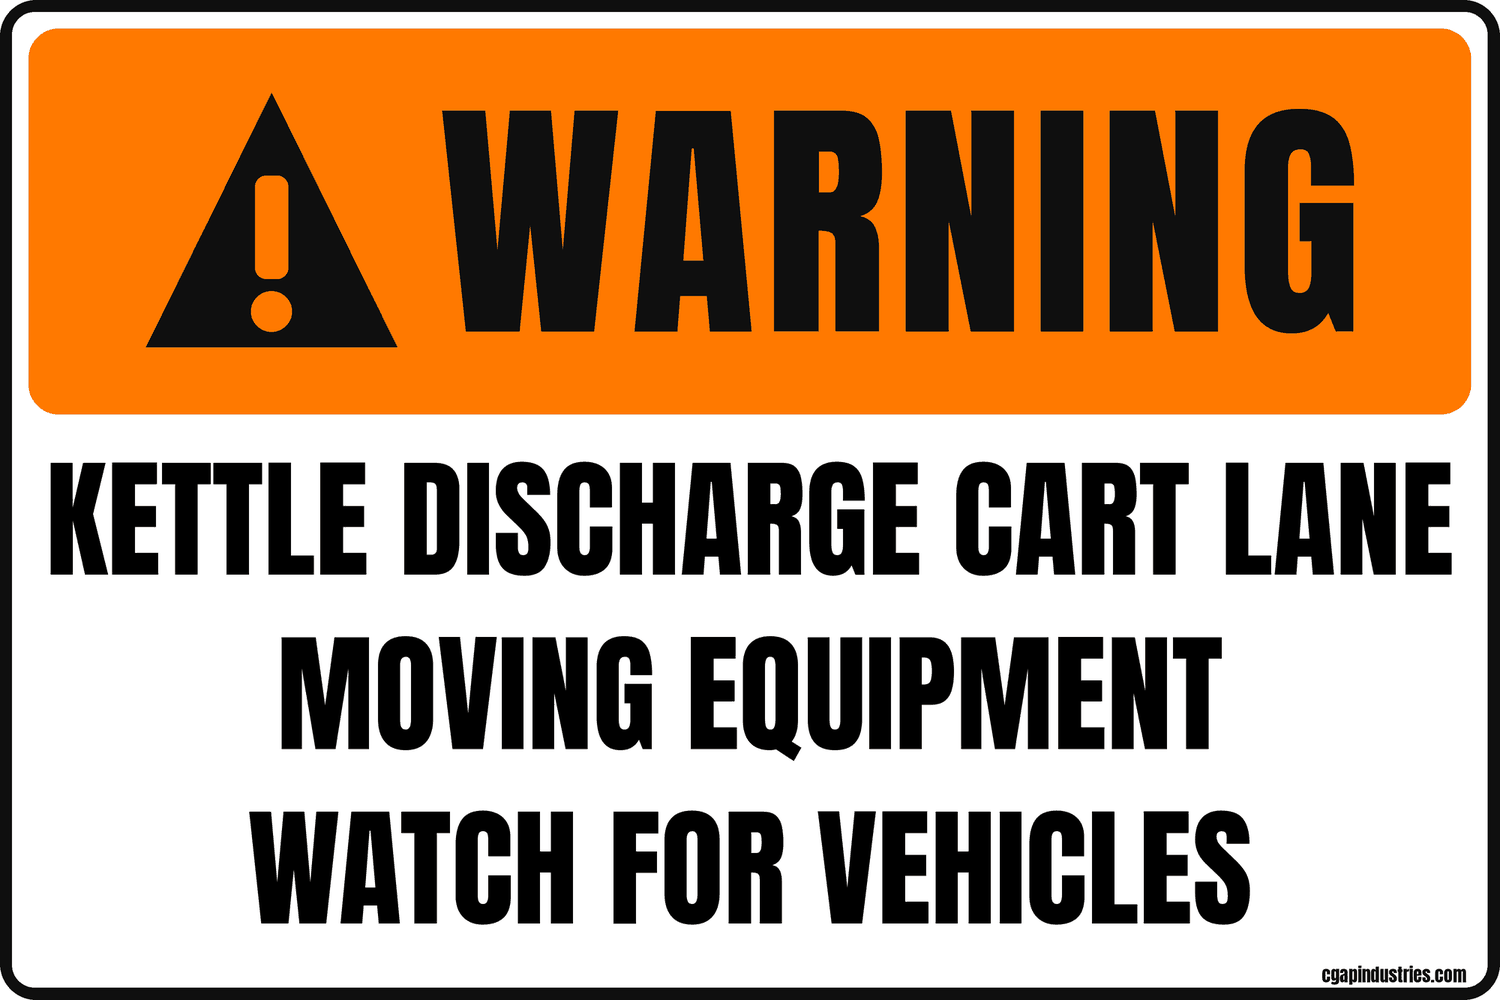 WARNING
KETTLE DISCHARGE CART LANE
MOVING EQUIPMENT
WATCH FOR VEHICLES
cgapindustries.com